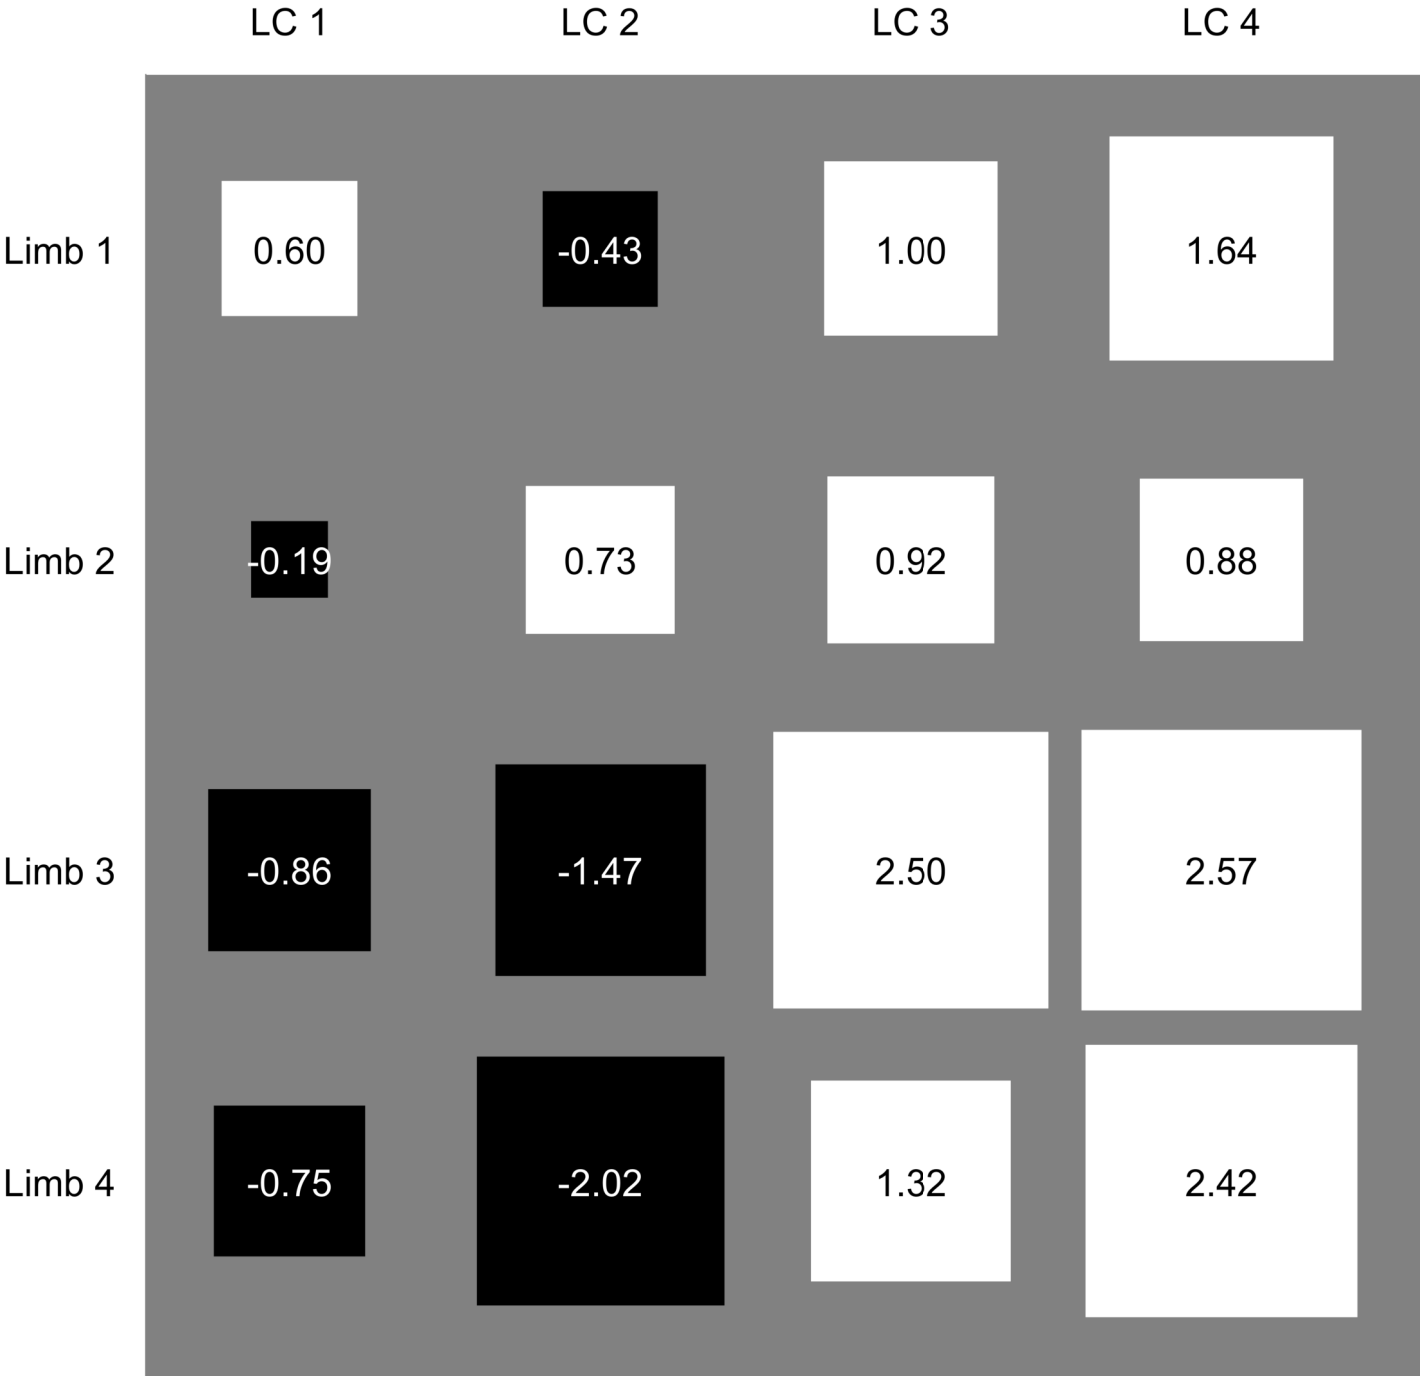 LC 1 LC 2 LC 3 LC 4
Limb 1 0.60 -0.43 1.00 1.64
Limb 2 -0.19 0.73 0.92 0.88
Limb 3 -0.86 -1.47 2.50 2.57
Limb 4 -0.75 -2.02 1.32 2.42